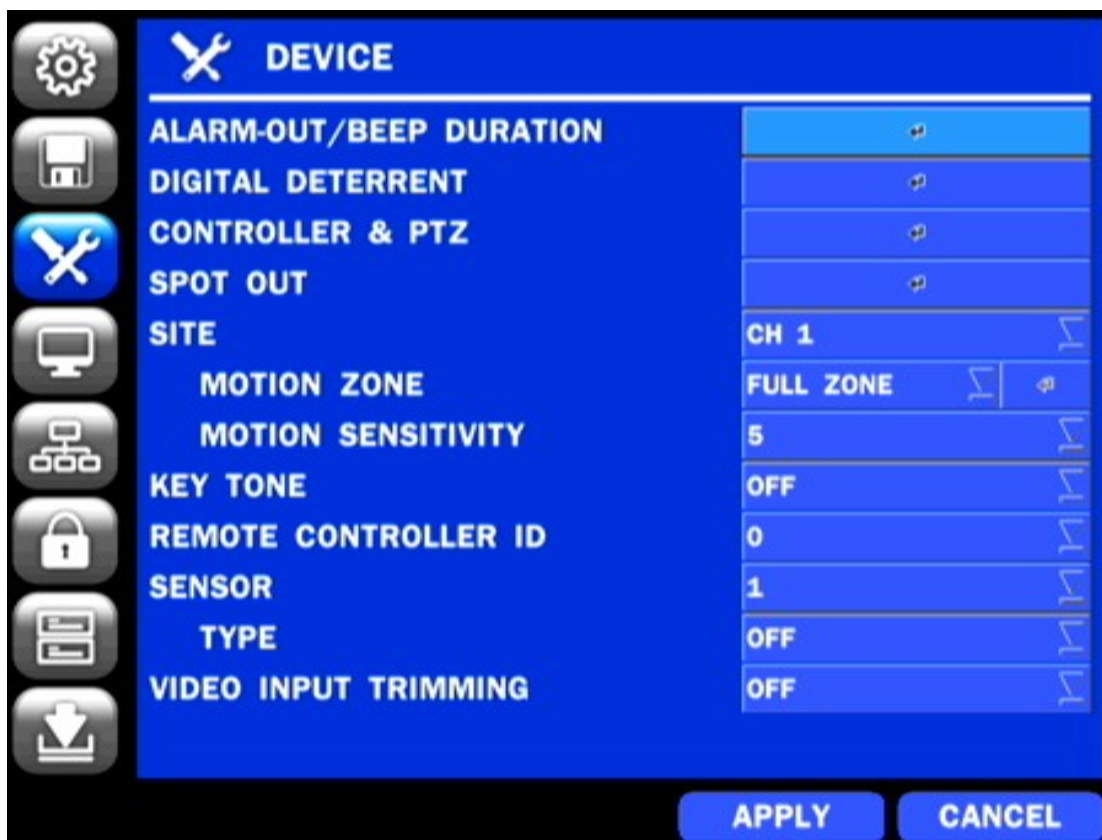 DEVICE
ALARM-OUT/BEEP DURATION
DIGITAL DETERRENT
CONTROLLER & PTZ
SPOT OUT
SITE CH 1
MOTION ZONE FULL ZONE
MOTION SENSITIVITY 5
KEY TONE OFF
REMOTE CONTROLLER ID 0
SENSOR 1
TYPE OFF
VIDEO INPUT TRIMMING OFF
APPLY CANCEL